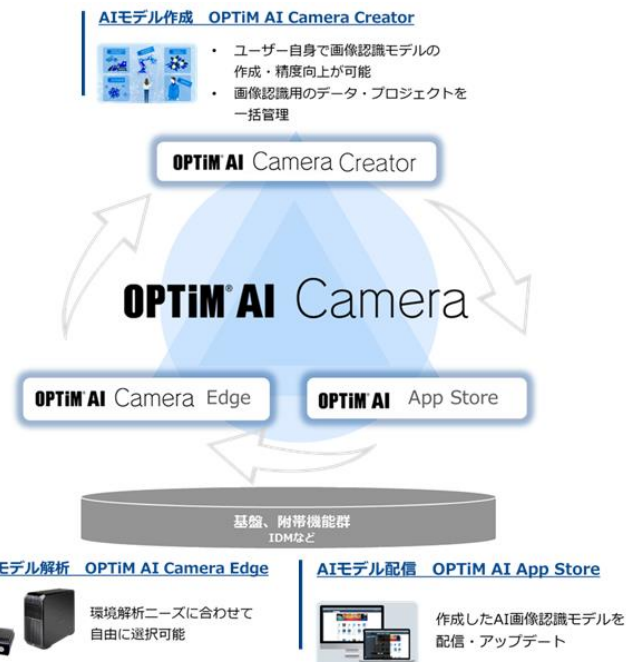 AIモデル作成 OPTiM AI Camera Creator
• ユーザー自身で画像認識モデルの
作成・精度向上が可能
• 画像認識用のデータ・プロジェクトを
一括管理
OPTiM AI Camera Creator
OPTiM® AI Camera
OPTiM AI Camera Edge
OPTiM AI App Store
基盤、附帯機能群
IDMなど
モデル解析 OPTiM AI Camera Edge
環境解析ニーズに合わせて
自由に選択可能
AIモデル配信 OPTiM AI App Store
作成したAI画像認識モデルを
配信・アップデート